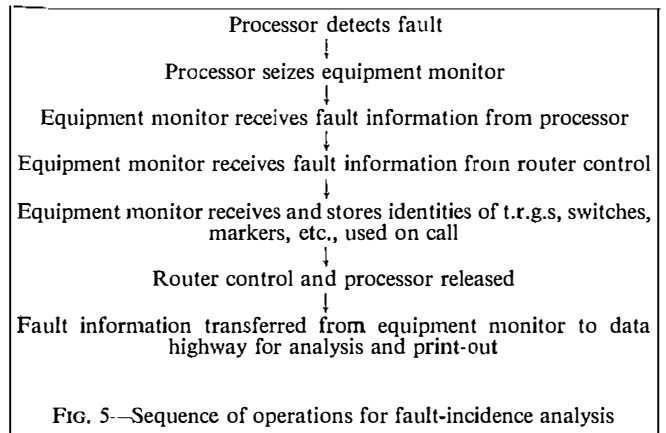 Processor detects fault
↓
Processor seizes equipment monitor
↓
Equipment monitor receives fault information from processor
↓
Equipment monitor receives fault information from router control
↓
Equipment monitor receives and stores identities of t.r.g.s, switches,
markers, etc., used on call
↓
Router control and processor released
↓
Fault information transferred from equipment monitor to data
highway for analysis and print-out
FIG. 5—Sequence of operations for fault-incidence analysis